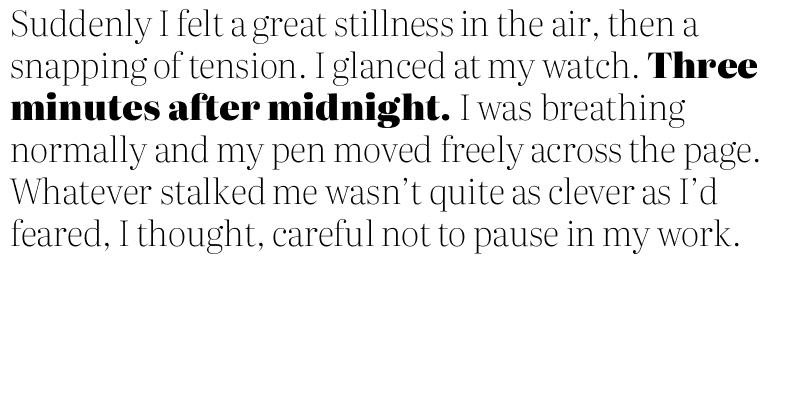 Suddenly I felt a great stillness in the air, then a
snapping of tension. I glanced at my watch. Three
minutes after midnight. I was breathing
normally and my pen moved freely across the page.
Whatever stalked me wasn’t quite as clever as I’d
feared, I thought, careful not to pause in my work.